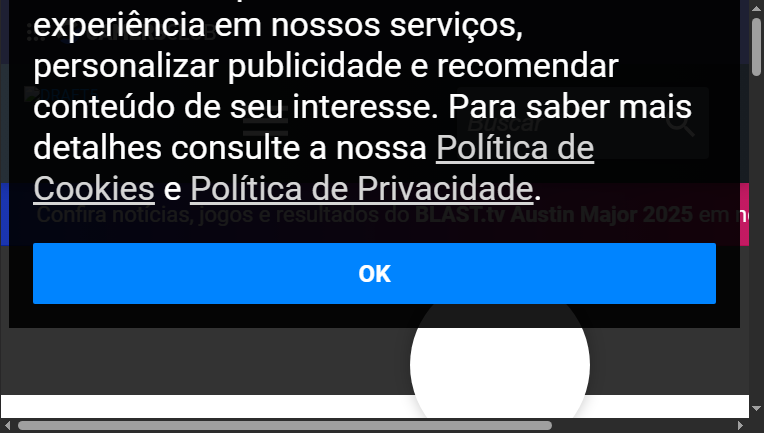 experiência em nossos serviços,
personalizar publicidade e recomendar
conteúdo de seu interesse. Para saber mais
Buscar
detalhes consulte a nossa Política de
Cookies e Política de Privacidade.
Confira notícias, jogos e resultados do BLAST.tv Austin Major 2025 em
OK